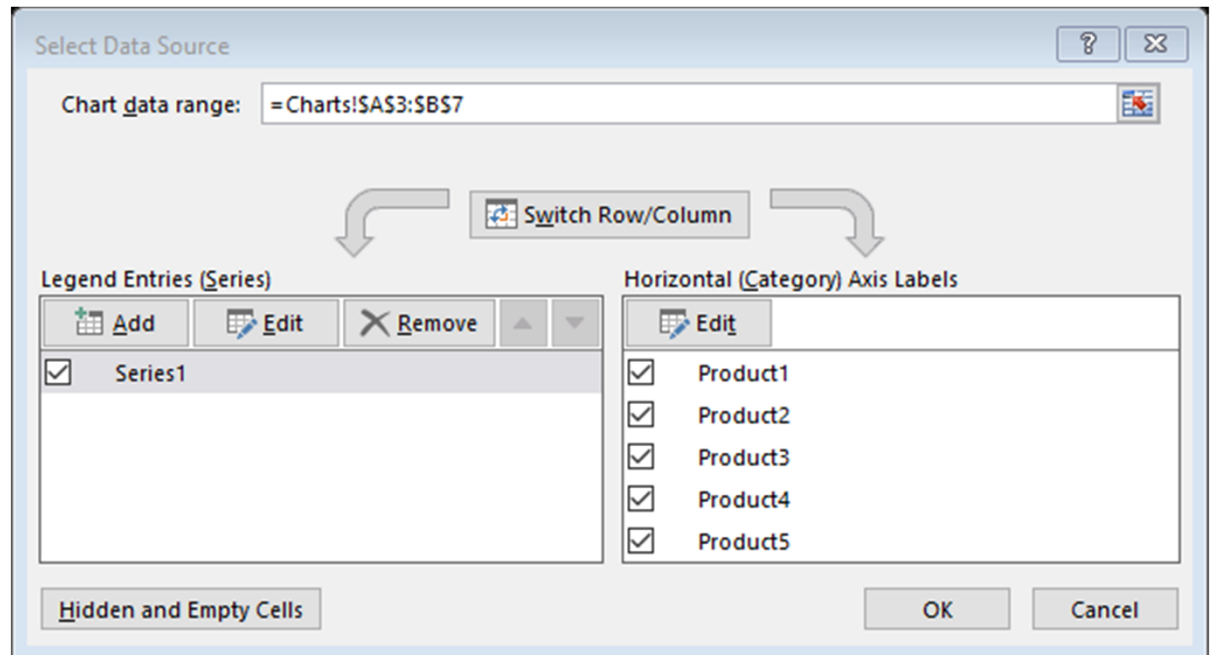 Select Data Source
Chart data range: =Charts!$A$3:$B$7
Switch Row/Column
Legend Entries (Series)
Horizontal (Category) Axis Labels
Add Edit Remove
Edit
Series1
Product1
Product2
Product3
Product4
Product5
Hidden and Empty Cells
OK
Cancel